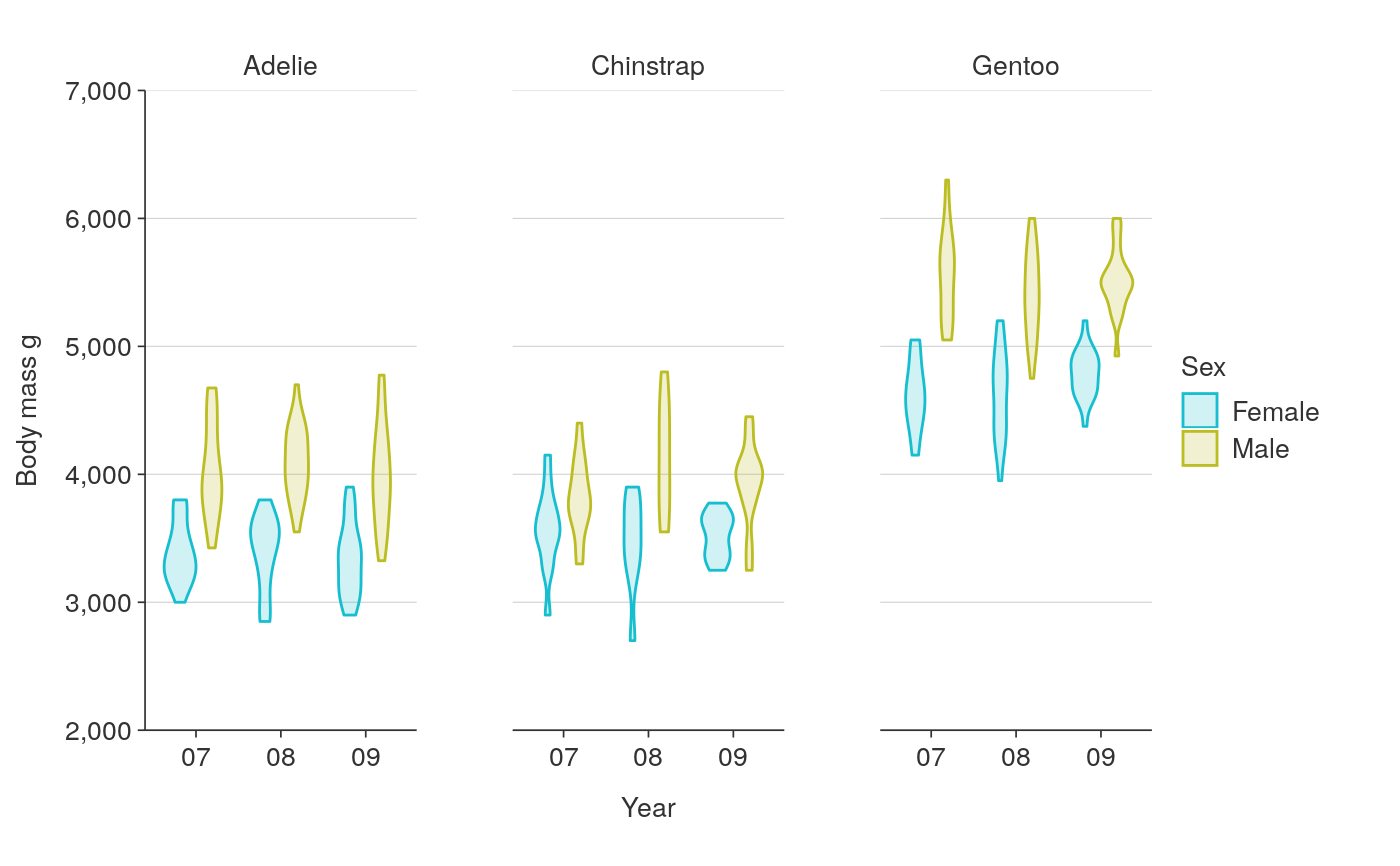 Adelie Chinstrap Gentoo
7,000
6,000
5,000
4,000
3,000
2,000
Body mass g
07 08 09 07 08 09 07 08 09
Year
Sex
Female
Male